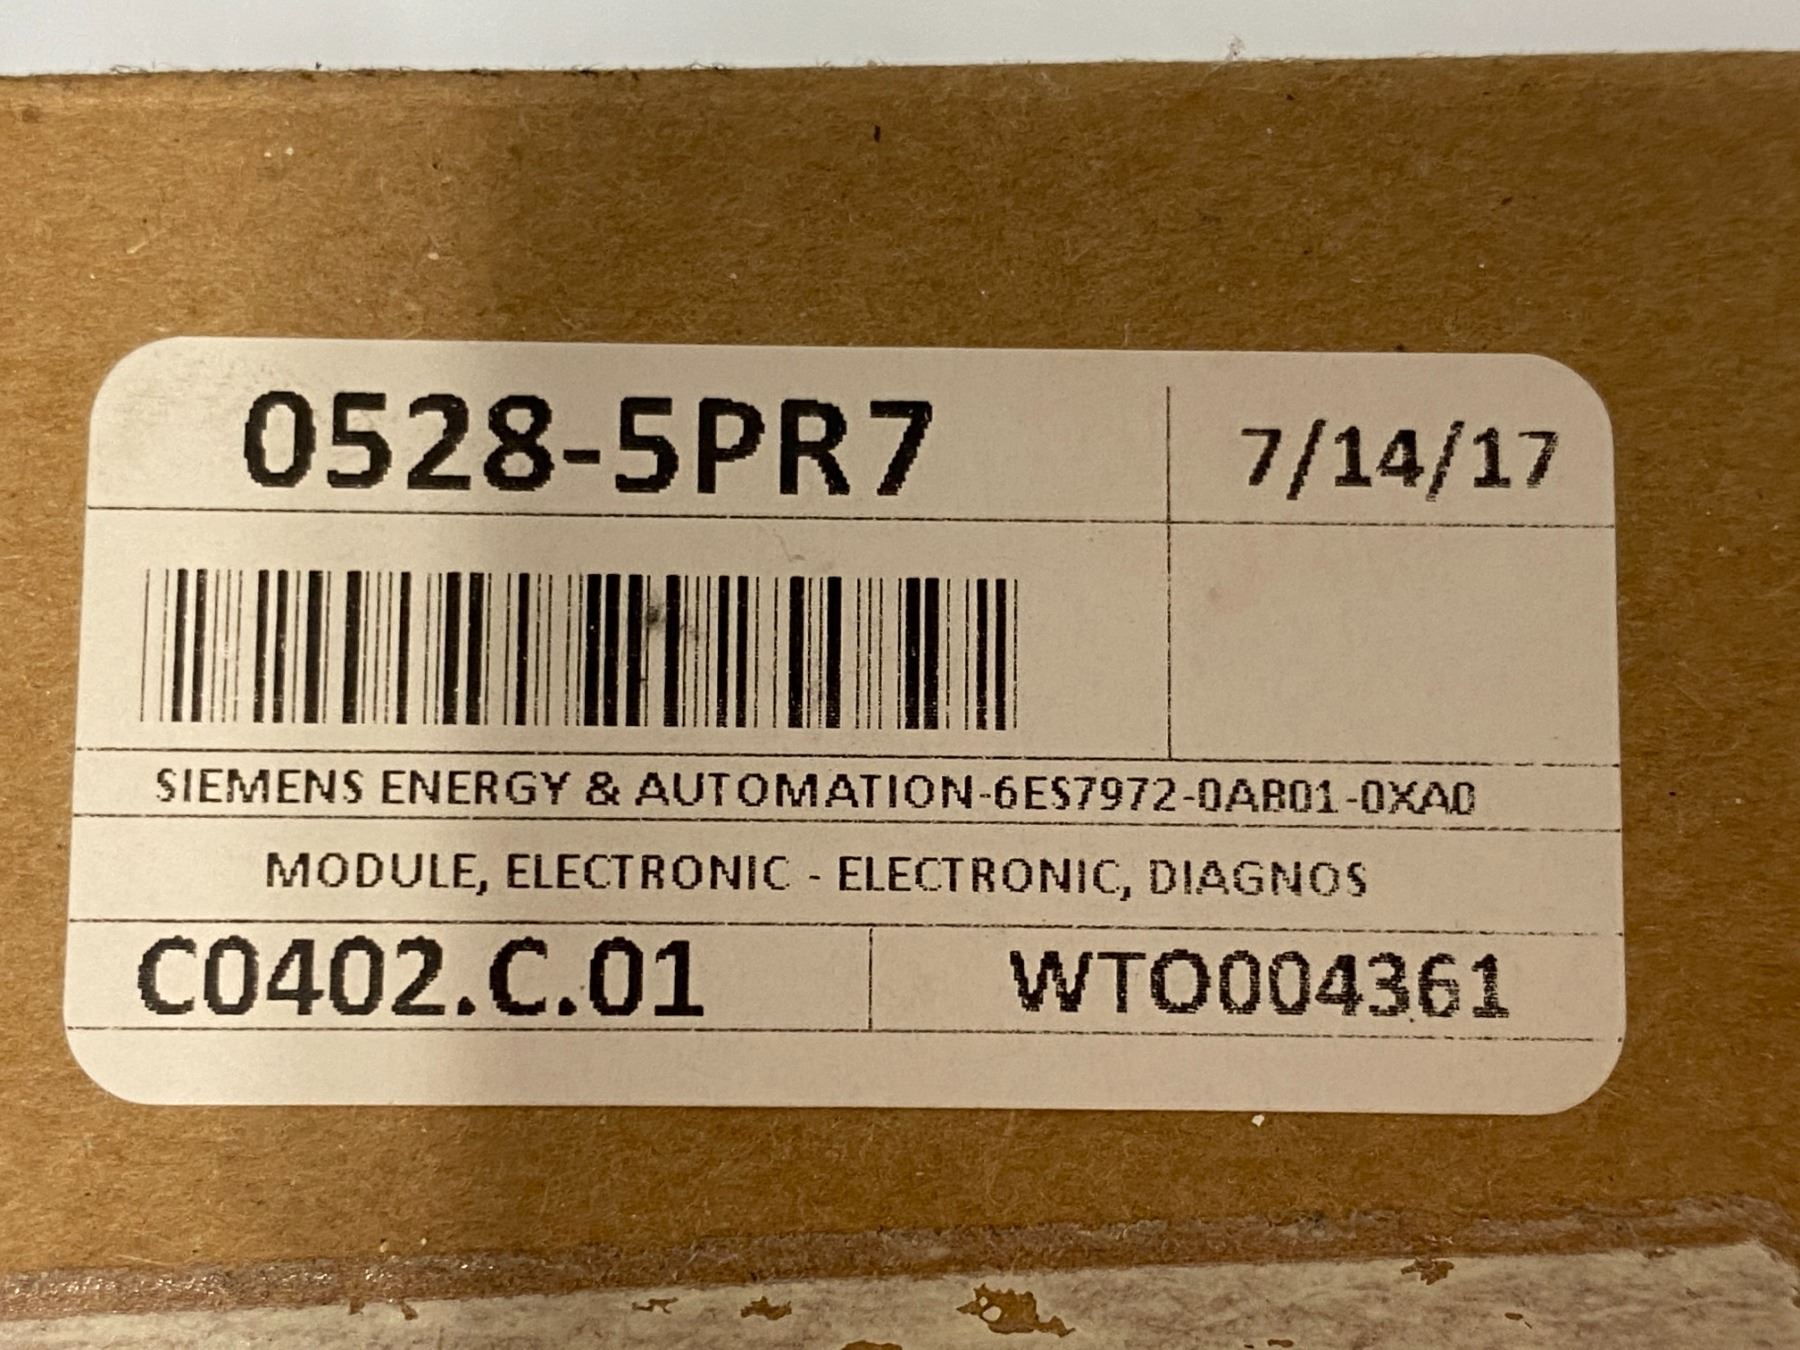 0528-5PR7
7/14/17
SIEMENS ENERGY & AUTOMATION-6ES7972-0AB01-0XA0
MODULE, ELECTRONIC - ELECTRONIC, DIAGNOS
C0402.C.01
WTO004361